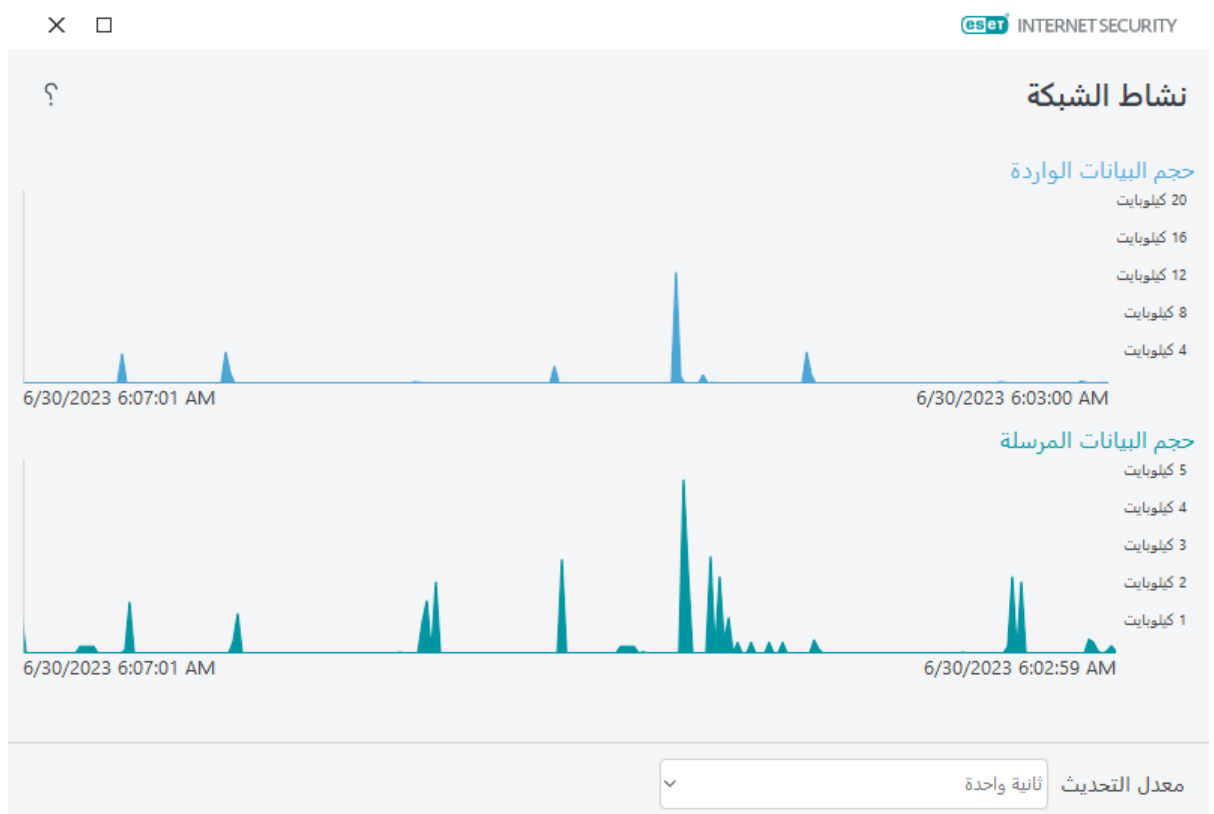 eset INTERNET SECURITY
نشاط الشبكة
؟
حجم البيانات الواردة
20 كيلوبايت
16 كيلوبايت
12 كيلوبايت
8 كيلوبايت
4 كيلوبايت
6/30/2023 6:03:00 AM
6/30/2023 6:07:01 AM
حجم البيانات المرسلة
5 كيلوبايت
4 كيلوبايت
3 كيلوبايت
2 كيلوبايت
1 كيلوبايت
6/30/2023 6:02:59 AM
6/30/2023 6:07:01 AM
معدل التحديث
ثانية واحدة